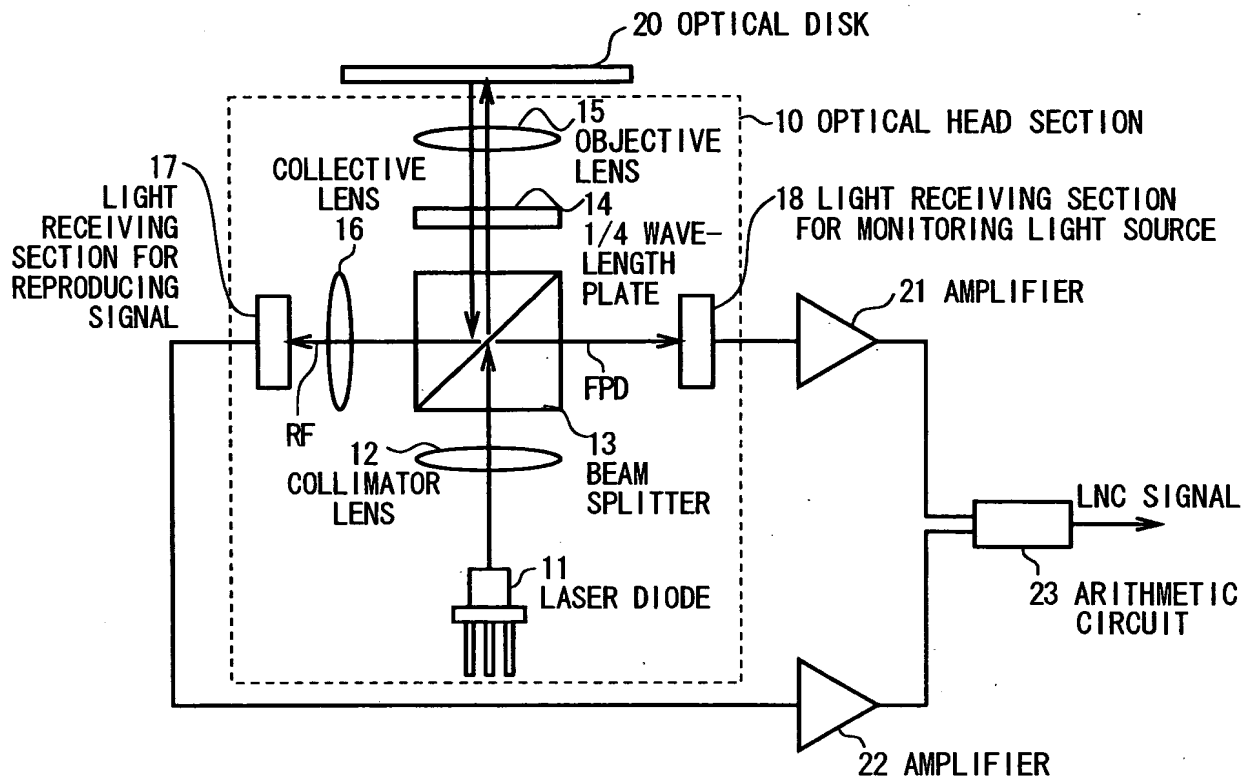 20 OPTICAL DISK
15
OBJECTIVE
LENS
10 OPTICAL HEAD SECTION
17
LIGHT
RECEIVING
SECTION FOR
REPRODUCING
SIGNAL
COLLECTIVE
LENS
16
14
1/4 WAVE-
LENGTH
PLATE
18 LIGHT RECEIVING SECTION
FOR MONITORING LIGHT SOURCE
21 AMPLIFIER
RF
FPD
12
COLLIMATOR
LENS
13
BEAM
SPLITTER
11
LASER DIODE
LNC SIGNAL
23 ARITHMETIC
CIRCUIT
22 AMPLIFIER